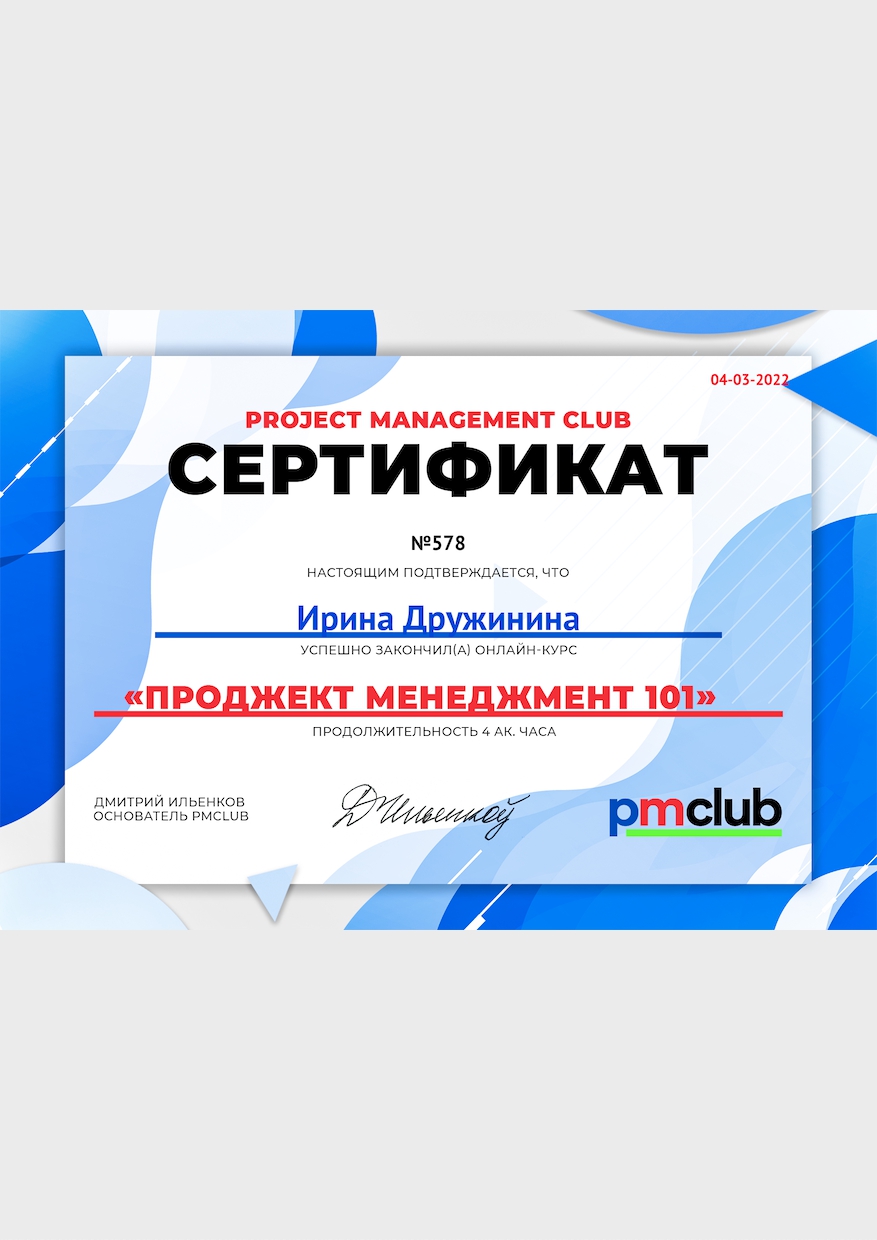 04-03-2022
PROJECT MANAGEMENT CLUB
СЕРТИФИКАТ
№578
НАСТОЯЩИМ ПОДТВЕРЖДАЕТСЯ, ЧТО
Ирина Дружинина
УСПЕШНО ЗАКОНЧИЛ(А) ОНЛАЙН-КУРС
«ПРОДЖЕКТ МЕНЕДЖМЕНТ 101»
ПРОДОЛЖИТЕЛЬНОСТЬ 4 АК. ЧАСА
ДМИТРИЙ ИЛЬЕНКОВ
ОСНОВАТЕЛЬ PMCLUB
ДИльенков
pmclub